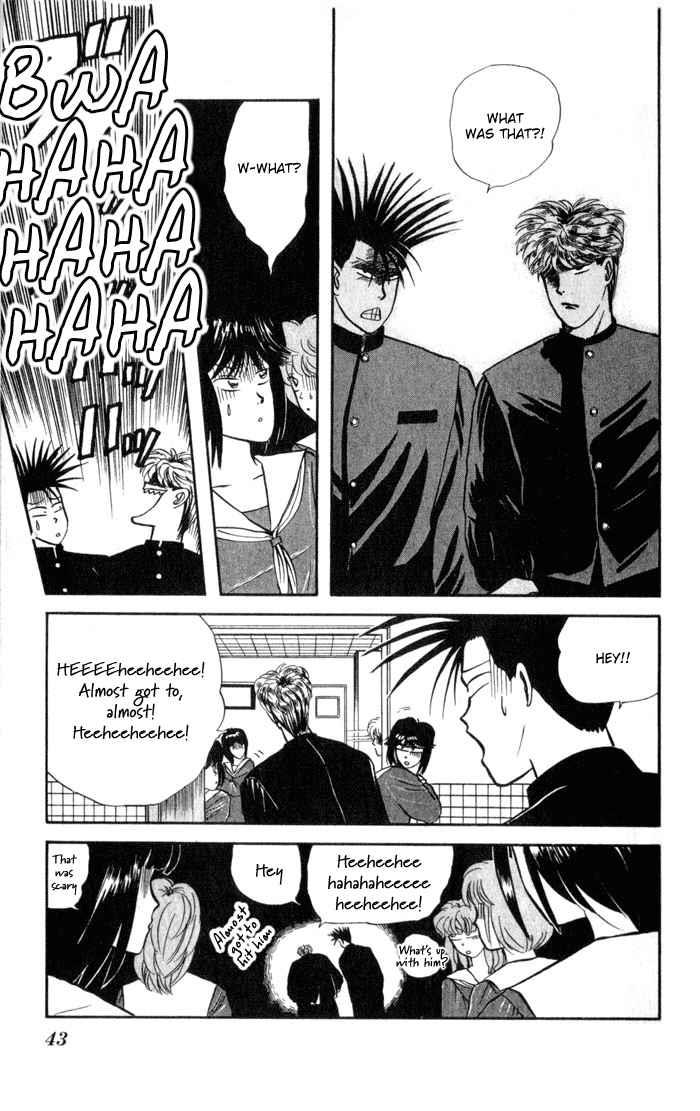 WHAT
WAS THAT?!
W-WHAT?
BWA
HAHA
HAHA
HAHA
HEY!!
HEEEEheeheehee!
Almost got to,
almost!
Heeheeheehee!
Heeheehee
hahahaheeeee
heeheehee!
What's up
with him?
Hey
Almost
got to
hit him
That
was
scary
43